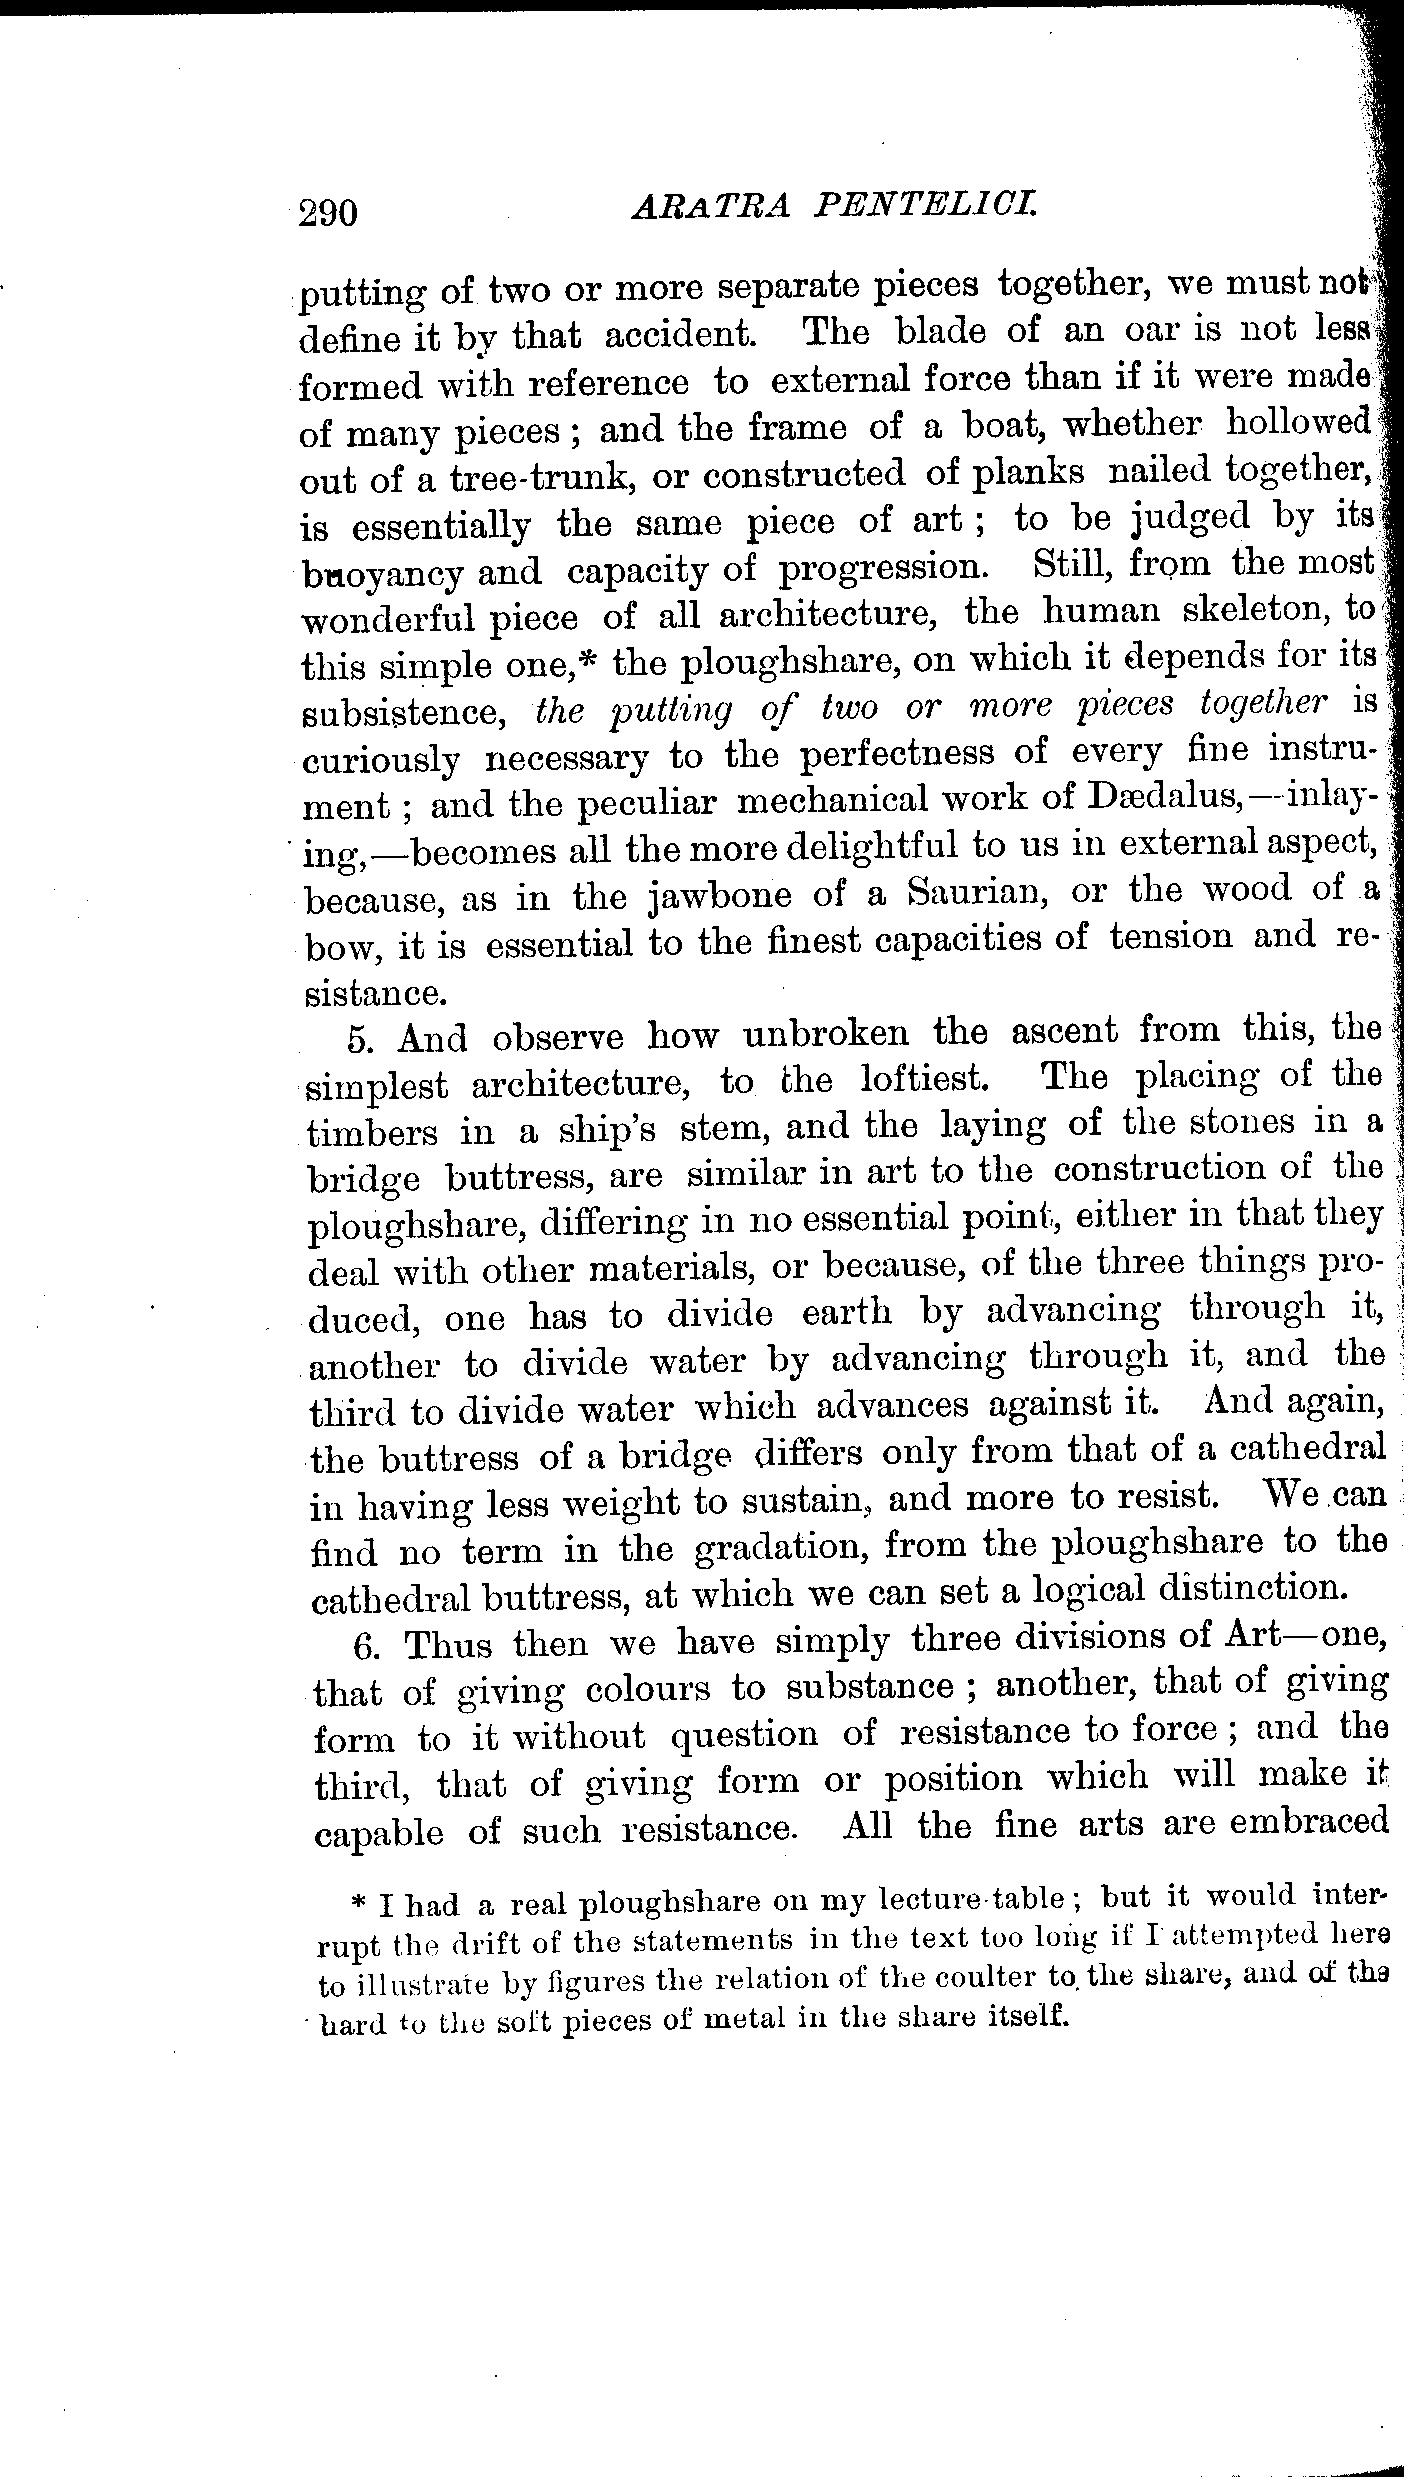 290 ARATRA PENTELICI.
putting of two or more separate pieces together, we must not
define it by that accident. The blade of an oar is not less
formed with reference to external force than if it were made
of many pieces ; and the frame of a boat, whether hollowed
out of a tree-trunk, or constructed of planks nailed together,
is essentially the same piece of art ; to be judged by its
buoyancy and capacity of progression. Still, from the most
wonderful piece of all architecture, the human skeleton, to
this simple one,* the ploughshare, on which it depends for its
subsistence, the putting of two or more pieces together is
curiously necessary to the perfectness of every fine instru-
ment ; and the peculiar mechanical work of Dædalus,—inlay-
ing,—becomes all the more delightful to us in external aspect,
because, as in the jawbone of a Saurian, or the wood of a
bow, it is essential to the finest capacities of tension and re-
sistance.
5. And observe how unbroken the ascent from this, the
simplest architecture, to the loftiest. The placing of the
timbers in a ship's stem, and the laying of the stones in a
bridge buttress, are similar in art to the construction of the
ploughshare, differing in no essential point, either in that they
deal with other materials, or because, of the three things pro-
duced, one has to divide earth by advancing through it,
another to divide water by advancing through it, and the
third to divide water which advances against it. And again,
the buttress of a bridge differs only from that of a cathedral
in having less weight to sustain, and more to resist. We can
find no term in the gradation, from the ploughshare to the
cathedral buttress, at which we can set a logical distinction.
6. Thus then we have simply three divisions of Art—one,
that of giving colours to substance ; another, that of giving
form to it without question of resistance to force ; and the
third, that of giving form or position which will make it
capable of such resistance. All the fine arts are embraced
* I had a real ploughshare on my lecture-table ; but it would inter-
rupt the drift of the statements in the text too long if I attempted here
to illustrate by figures the relation of the coulter to the share, and of the
hard to the soft pieces of metal in the share itself.